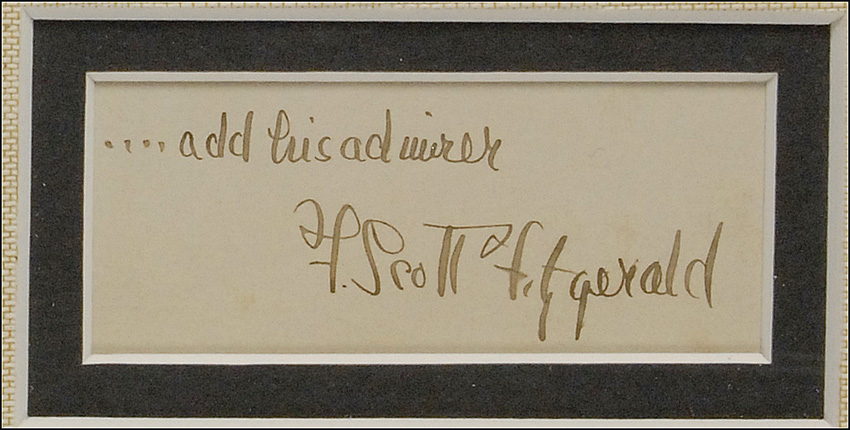 .... add his admirer
F. Scott Fitzgerald